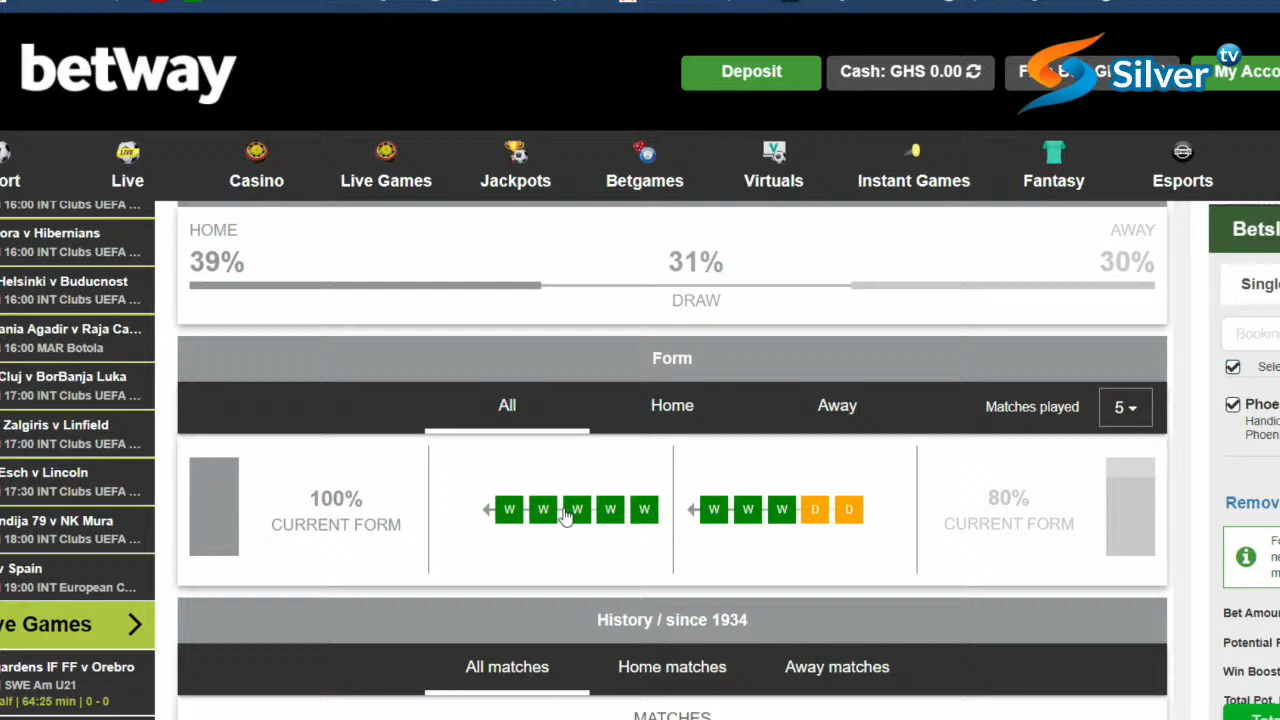 betway
Deposit
Cash: GHS 0.00
Silver tv
My Acco
ort
Live
Casino
Live Games
Jackpots
Betgames
Virtuals
Instant Games
Fantasy
Esports
16:00 INT Clubs UEFA ...
ora v Hibernians
16:00 INT Clubs UEFA ...
Helsinki v Buducnost
16:00 INT Clubs UEFA ...
ania Agadir v Raja Ca...
16:00 MAR Botola
Cluj v BorBanja Luka
17:00 INT Clubs UEFA ...
Zalgiris v Linfield
17:00 INT Clubs UEFA ...
Esch v Lincoln
17:30 INT Clubs UEFA ...
ndija 79 v NK Mura
18:00 INT Clubs UEFA ...
v Spain
19:00 INT European C...
ve Games
gardens IF FF v Orebro
SWE Am U21
alf | 64:25 min | 0 - 0
HOME
AWAY
39%
31%
30%
DRAW
Form
All
Home
Away
Matches played
5
100%
CURRENT FORM
W W W W W
W W W D D
80%
CURRENT FORM
History / since 1934
All matches
Home matches
Away matches
MATCHES
Betsl
Single
Bookin
Sele
Phoe
Handic
Phoen
Remov
Fo
ne
m
Bet Amou
Potential R
Win Boost
Total Pot.